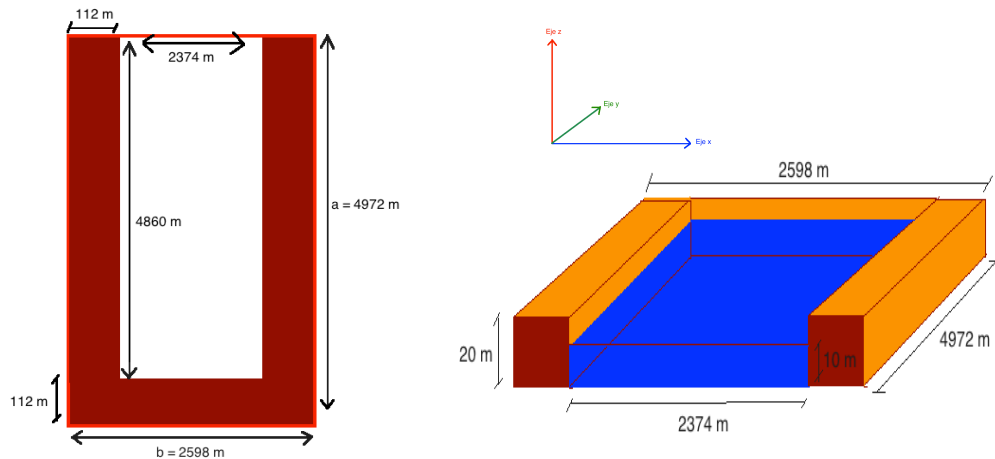 112 m
2374 m
4860 m
a = 4972 m
112 m
b = 2598 m
Eje z
Eje y
Eje x
2598 m
20 m
10 m
4972 m
2374 m